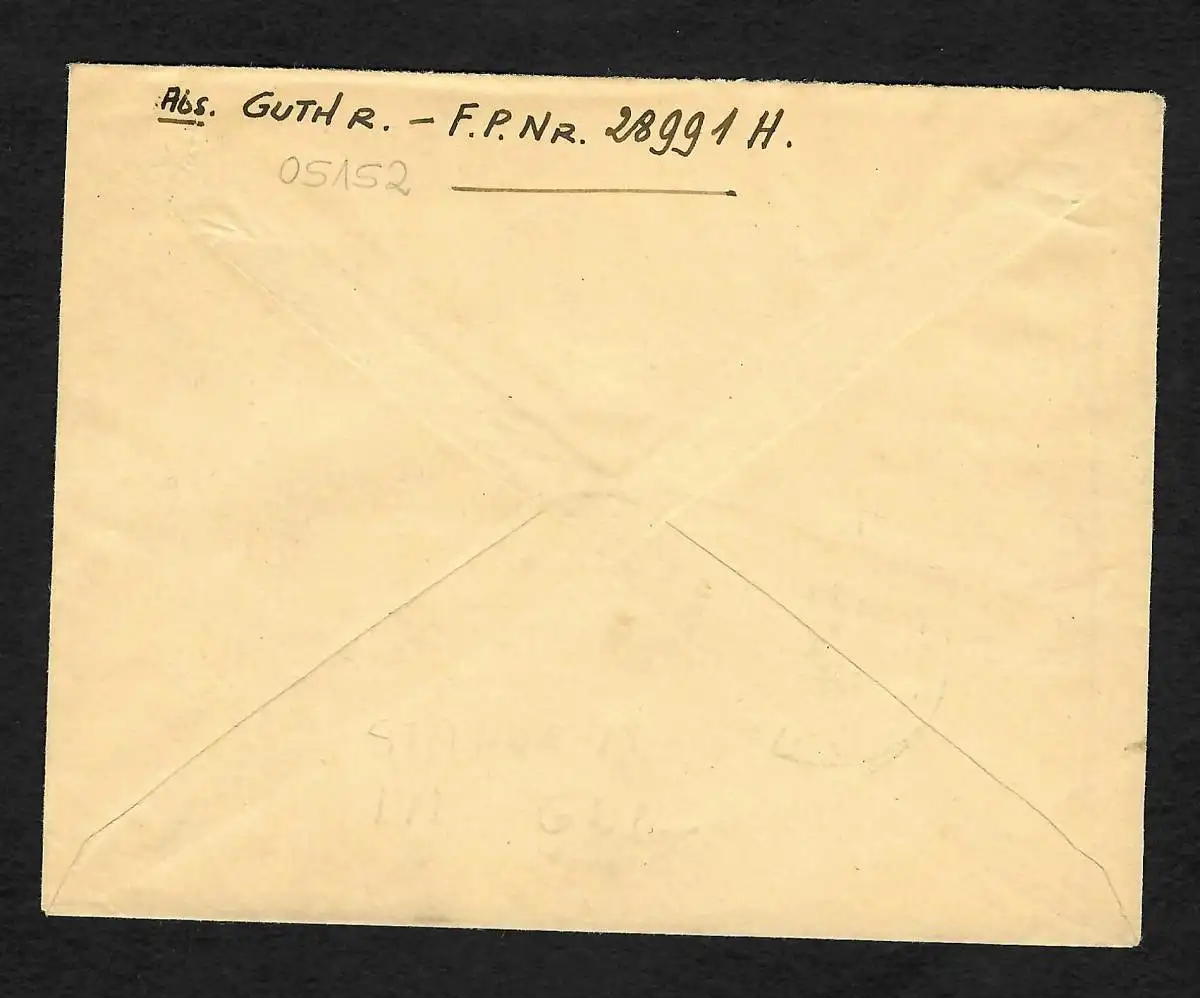 Abs. GUTH R. – F.P.NR. 28991 H.
05152